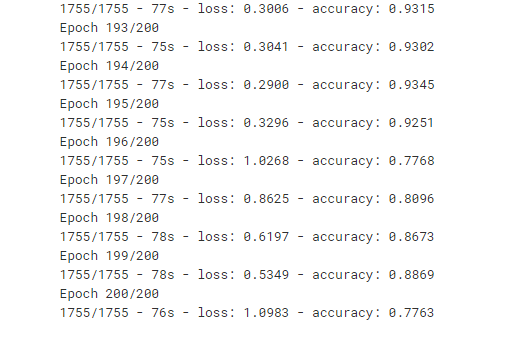 1755/1755 - 77s - loss: 0.3006 - accuracy: 0.9315
Epoch 193/200
1755/1755 - 75s - loss: 0.3041 - accuracy: 0.9302
Epoch 194/200
1755/1755 - 77s - loss: 0.2900 - accuracy: 0.9345
Epoch 195/200
1755/1755 - 75s - loss: 0.3296 - accuracy: 0.9251
Epoch 196/200
1755/1755 - 75s - loss: 1.0268 - accuracy: 0.7768
Epoch 197/200
1755/1755 - 77s - loss: 0.8625 - accuracy: 0.8096
Epoch 198/200
1755/1755 - 78s - loss: 0.6197 - accuracy: 0.8673
Epoch 199/200
1755/1755 - 78s - loss: 0.5349 - accuracy: 0.8869
Epoch 200/200
1755/1755 - 76s - loss: 1.0983 - accuracy: 0.7763